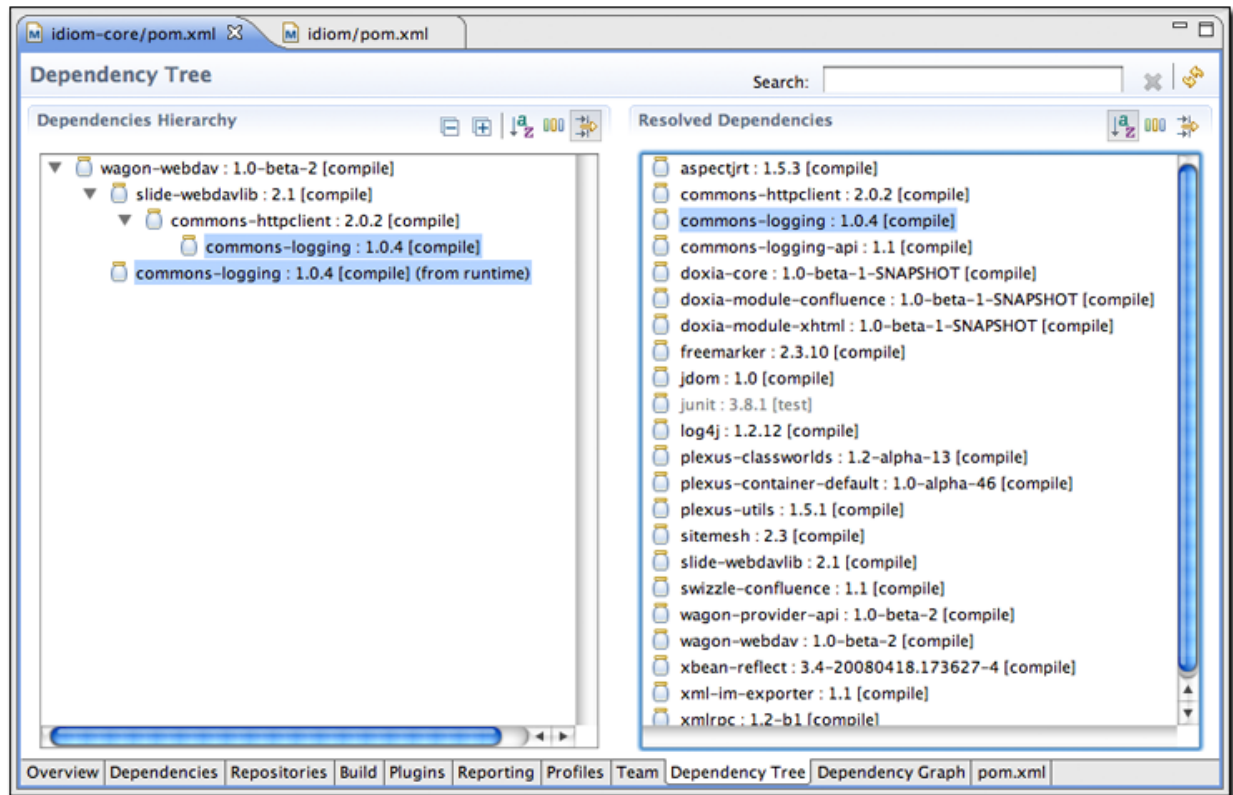 idiom-core/pom.xml idiom/pom.xml
Dependency Tree
Search:
Dependencies Hierarchy
wagon-webdav : 1.0-beta-2 [compile]
slide-webdavlib : 2.1 [compile]
commons-httpclient : 2.0.2 [compile]
commons-logging : 1.0.4 [compile]
commons-logging : 1.0.4 [compile] (from runtime)
Resolved Dependencies
aspectjrt : 1.5.3 [compile]
commons-httpclient : 2.0.2 [compile]
commons-logging : 1.0.4 [compile]
commons-logging-api : 1.1 [compile]
doxia-core : 1.0-beta-1-SNAPSHOT [compile]
doxia-module-confluence : 1.0-beta-1-SNAPSHOT [compile]
doxia-module-xhtml : 1.0-beta-1-SNAPSHOT [compile]
freemarker : 2.3.10 [compile]
jdom : 1.0 [compile]
junit : 3.8.1 [test]
log4j : 1.2.12 [compile]
plexus-classworlds : 1.2-alpha-13 [compile]
plexus-container-default : 1.0-alpha-46 [compile]
plexus-utils : 1.5.1 [compile]
sitemesh : 2.3 [compile]
slide-webdavlib : 2.1 [compile]
swizzle-confluence : 1.1 [compile]
wagon-provider-api : 1.0-beta-2 [compile]
wagon-webdav : 1.0-beta-2 [compile]
xbean-reflect : 3.4-20080418.173627-4 [compile]
xml-im-exporter : 1.1 [compile]
xmlrpc : 1.2-b1 [compile]
Overview Dependencies Repositories Build Plugins Reporting Profiles Team Dependency Tree Dependency Graph pom.xml